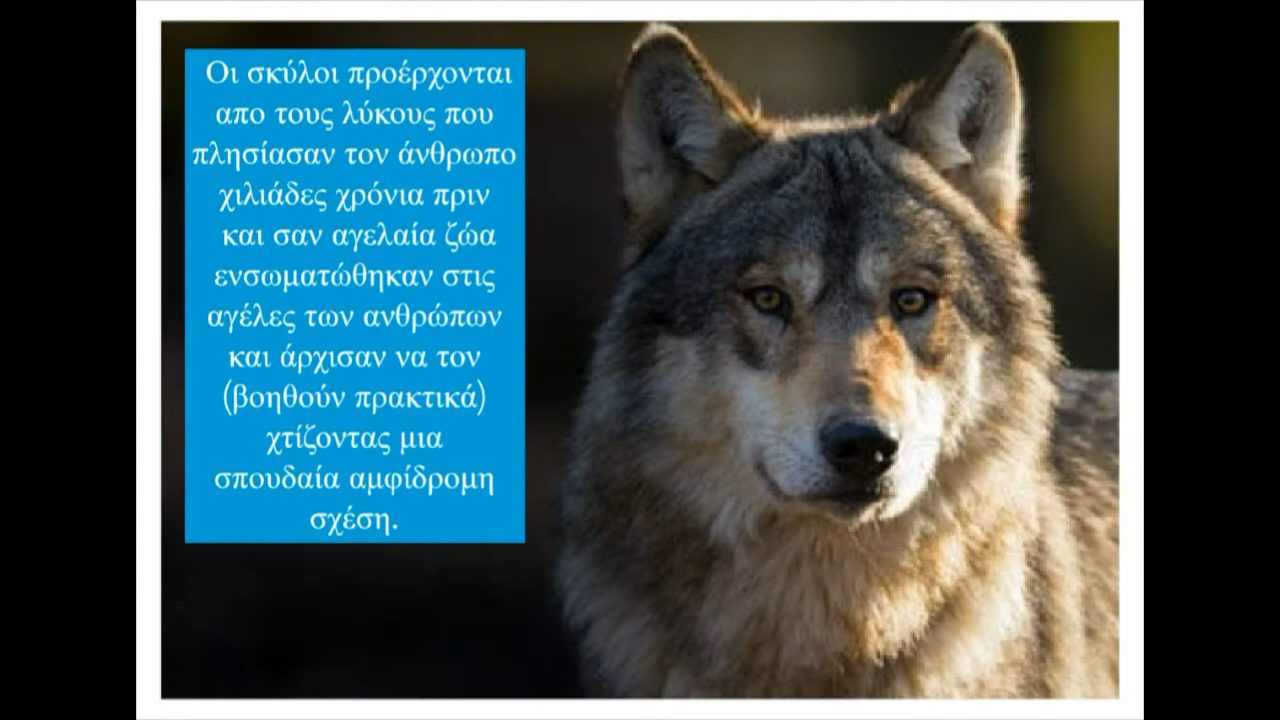 Οι σκύλοι προέρχονται
απο τους λύκους που
πλησίασαν τον άνθρωπο
χιλιάδες χρόνια πριν
και σαν αγελαία ζώα
ενσωματώθηκαν στις
αγέλες των ανθρώπων
και άρχισαν να τον
(βοηθούν πρακτικά)
χτίζοντας μια
σπουδαία αμφίδρομη
σχέση.